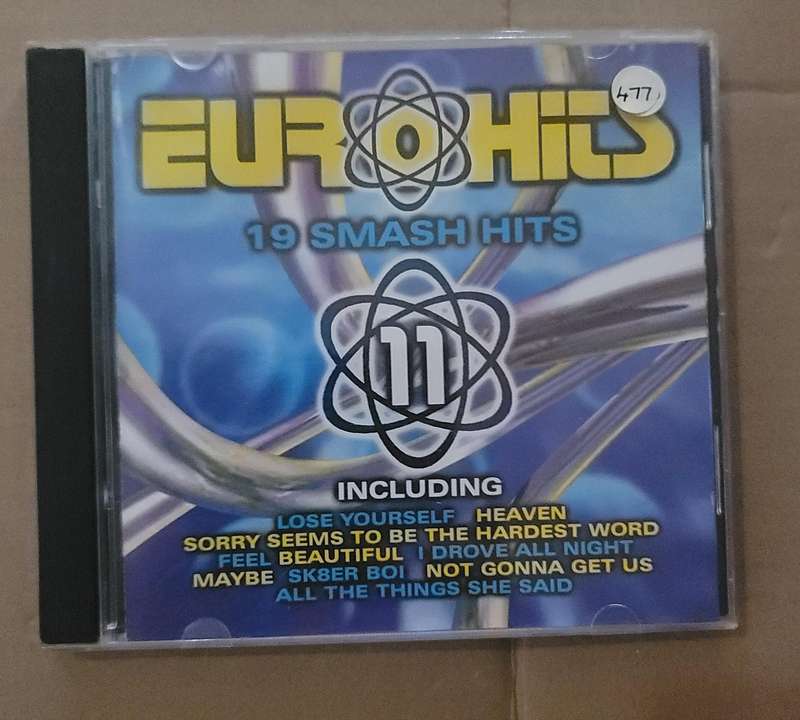 EUROHITS
477
19 SMASH HITS
11
INCLUDING
LOSE YOURSELF HEAVEN
SORRY SEEMS TO BE THE HARDEST WORD
FEEL BEAUTIFUL I DROVE ALL NIGHT
MAYBE SK8ER BOI NOT GONNA GET US
ALL THE THINGS SHE SAID